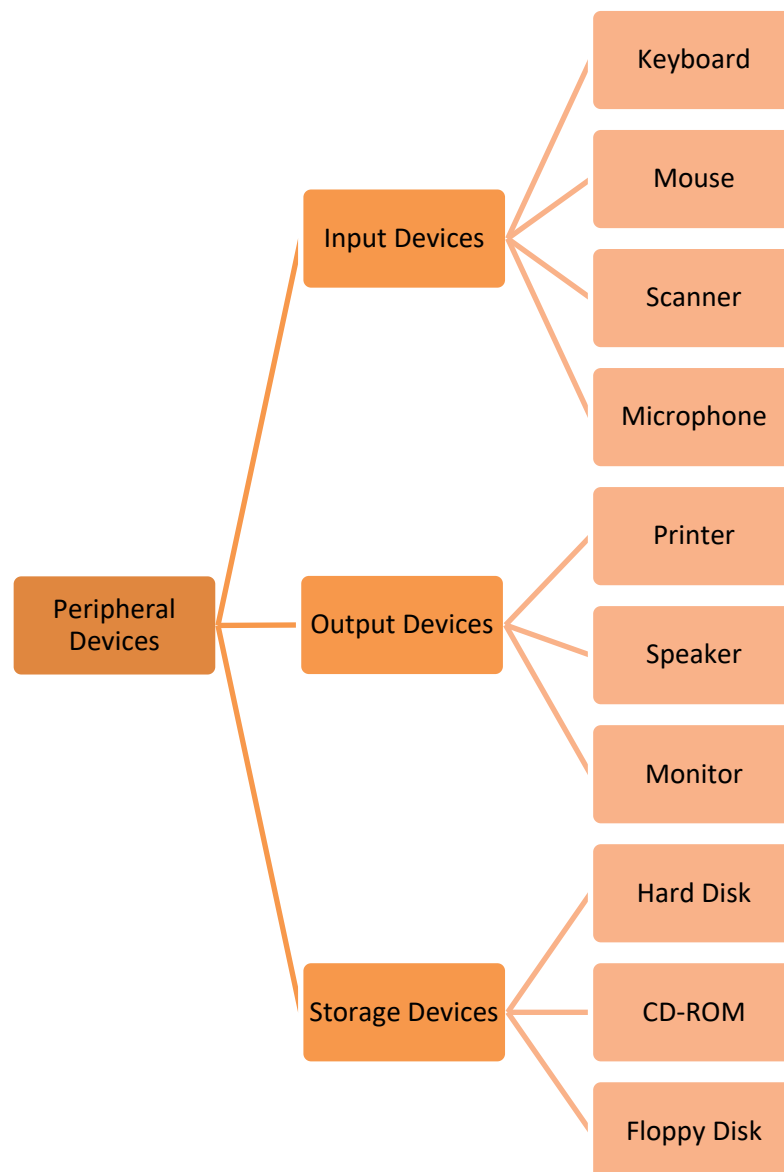 Peripheral
Devices
Input Devices
Keyboard
Mouse
Scanner
Microphone
Output Devices
Printer
Speaker
Monitor
Storage Devices
Hard Disk
CD-ROM
Floppy Disk